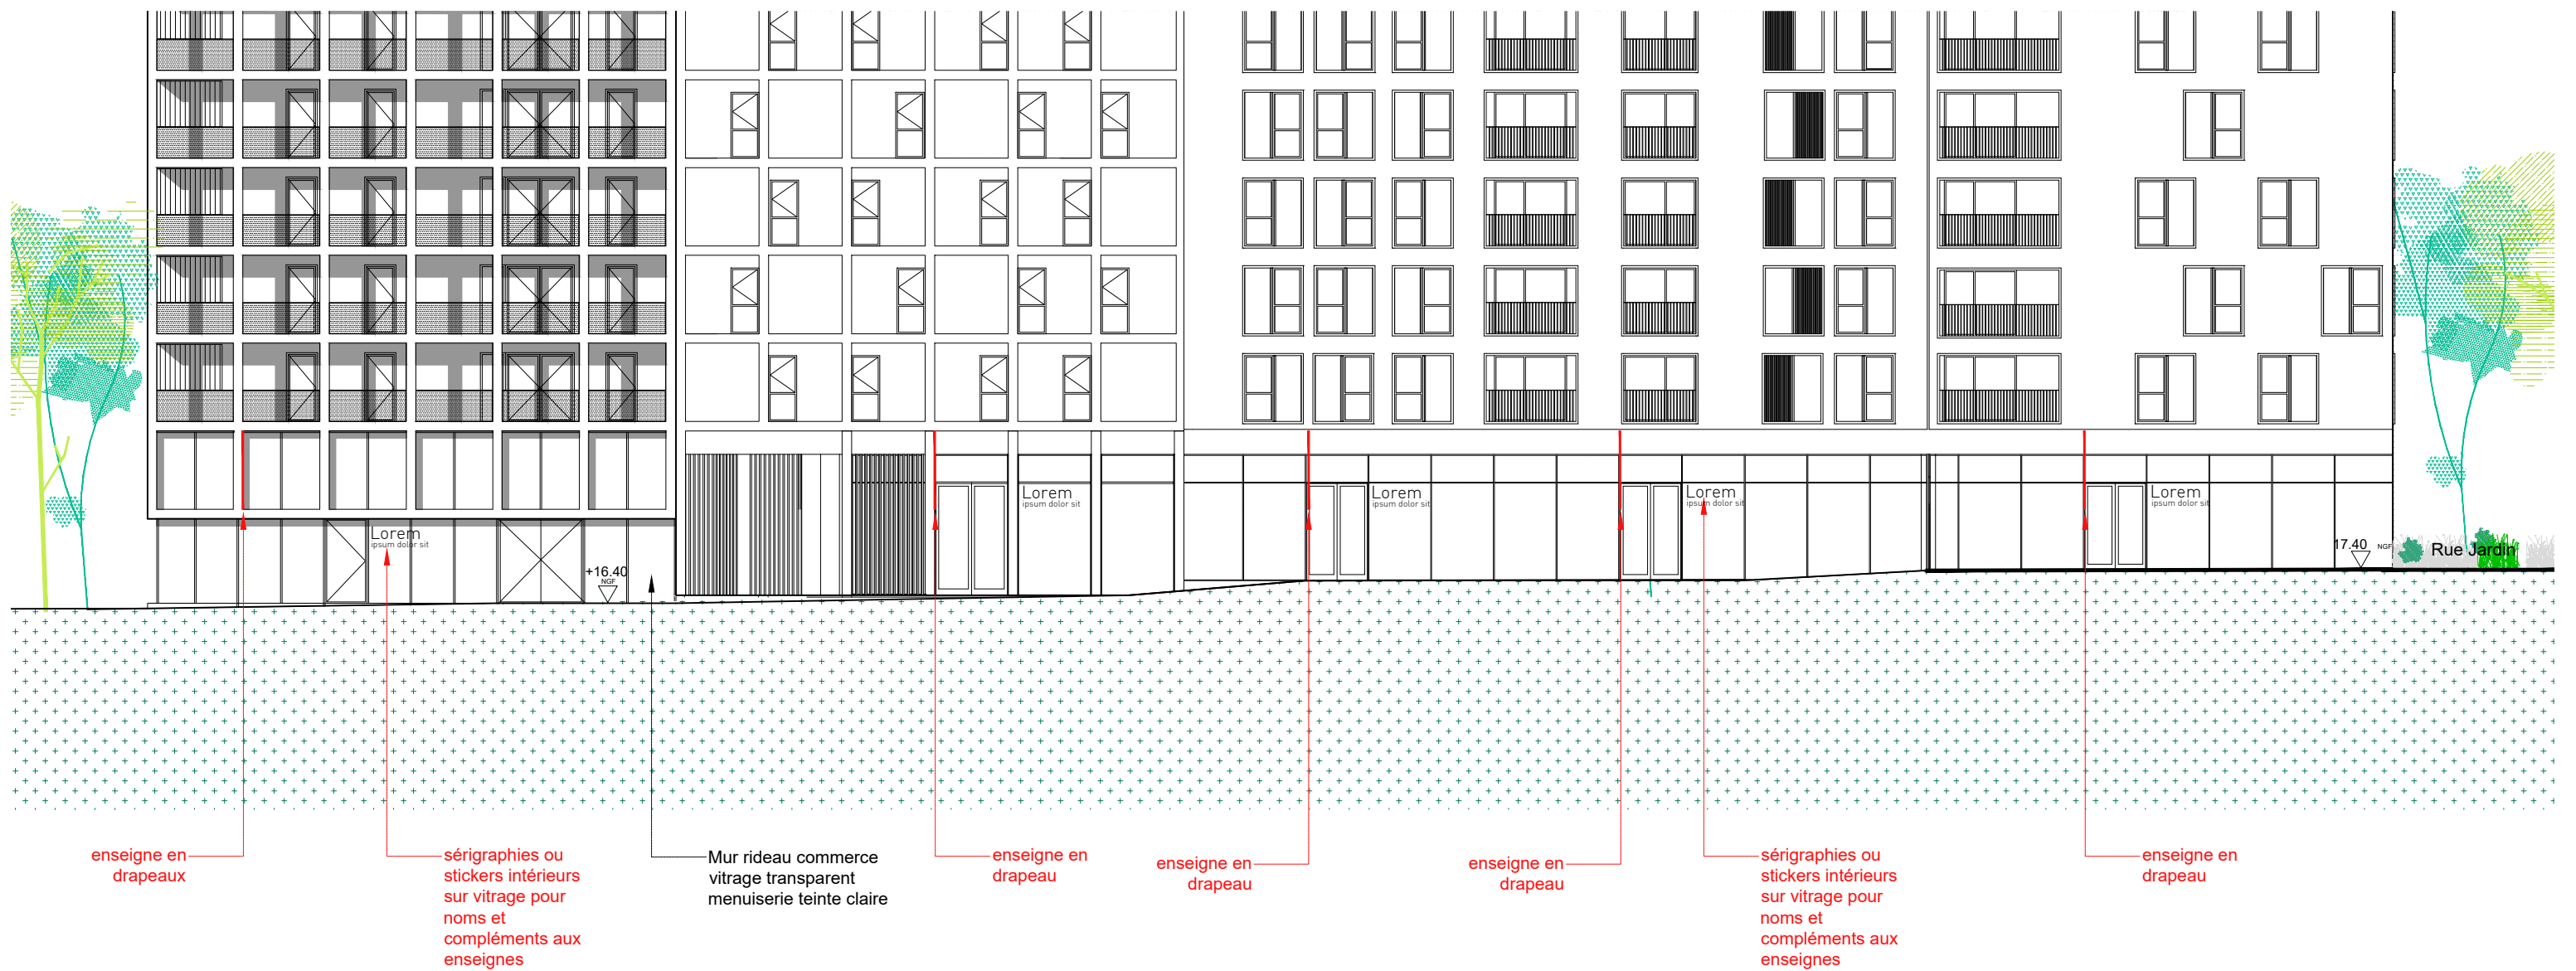 Lorem
ipsum dolor sit
Lorem
ipsum dolor sit
Lorem
ipsum dolor sit
Lorem
ipsum dolor sit
Lorem
ipsum dolor sit
+16.40
NGF
17.40 NGF
Rue Jardin
enseigne en
drapeaux
sérigraphies ou
stickers intérieurs
sur vitrage pour
noms et
compléments aux
enseignes
Mur rideau commerce
vitrage transparent
menuiserie teinte claire
enseigne en
drapeau
enseigne en
drapeau
enseigne en
drapeau
sérigraphies ou
stickers intérieurs
sur vitrage pour
noms et
compléments aux
enseignes
enseigne en
drapeau